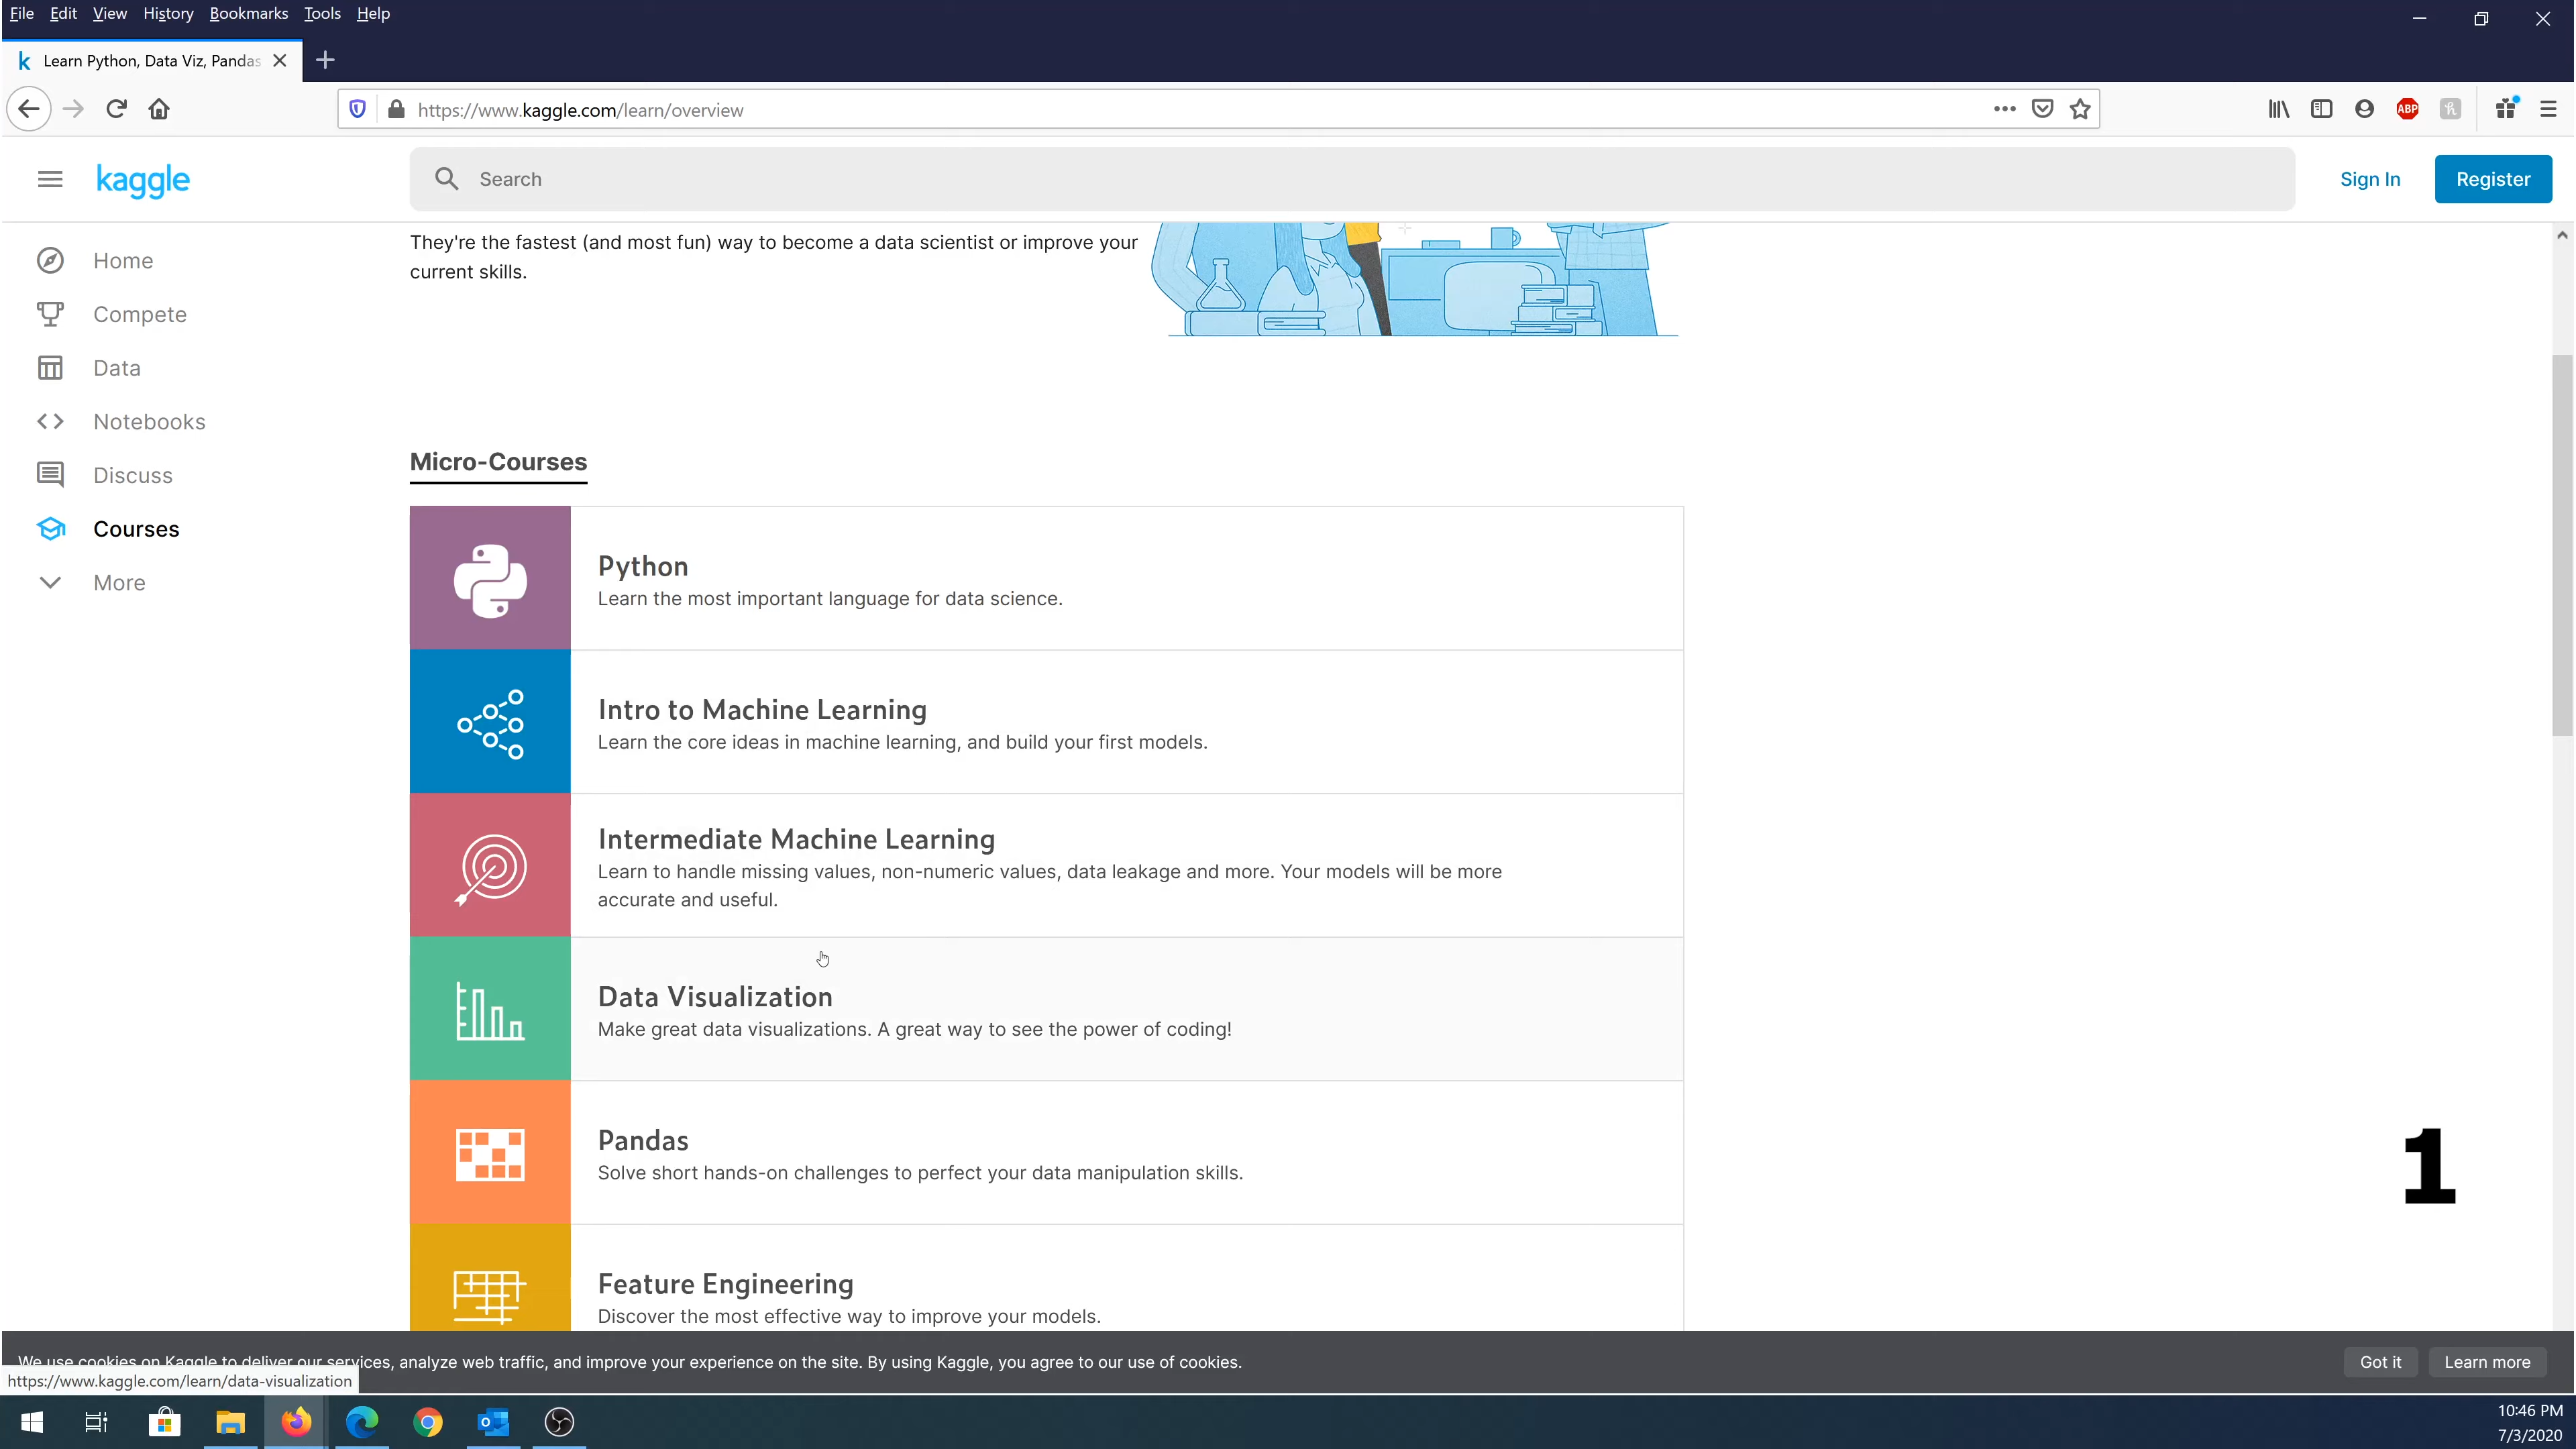 File Edit View History Bookmarks Tools Help
k Learn Python, Data Viz, Pandas
https://www.kaggle.com/learn/overview
ABP
kaggle
Search
Sign In
Register
Home
Compete
Data
Notebooks
Discuss
Courses
More
They're the fastest (and most fun) way to become a data scientist or improve your
current skills.
Micro-Courses
Python
Learn the most important language for data science.
Intro to Machine Learning
Learn the core ideas in machine learning, and build your first models.
Intermediate Machine Learning
Learn to handle missing values, non-numeric values, data leakage and more. Your models will be more
accurate and useful.
Data Visualization
Make great data visualizations. A great way to see the power of coding!
Pandas
Solve short hands-on challenges to perfect your data manipulation skills.
1
Feature Engineering
Discover the most effective way to improve your models.
We use cookies on Kaggle to deliver our services, analyze web traffic, and improve your experience on the site. By using Kaggle, you agree to our use of cookies.
Got it
Learn more
https://www.kaggle.com/learn/data-visualization
10:46 PM
7/3/2020